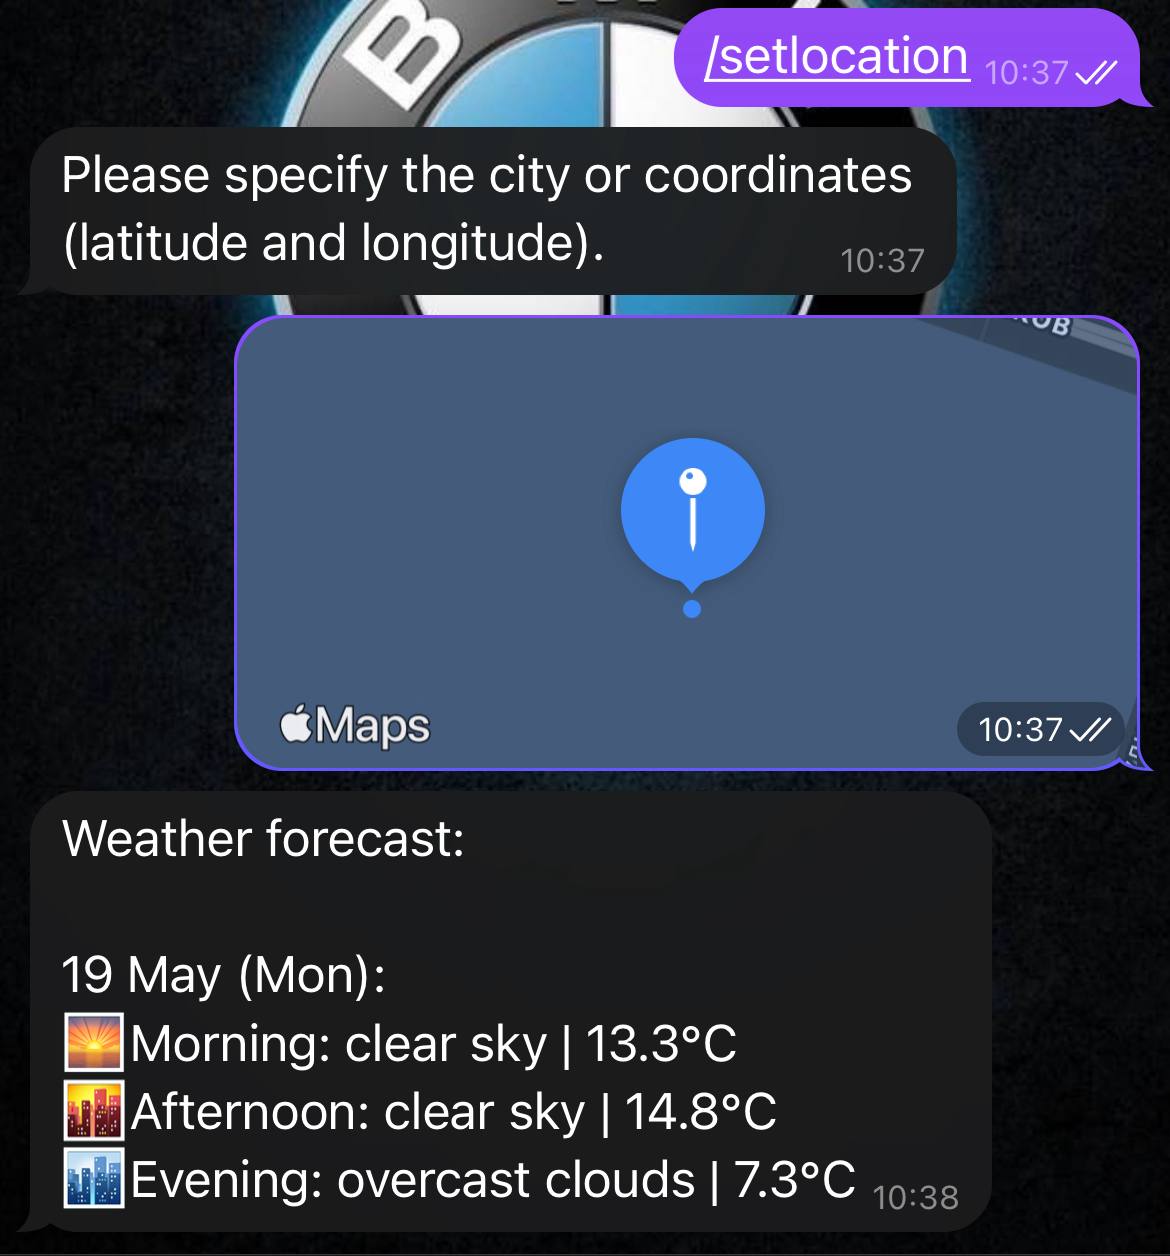 B
/setlocation 10:37
Please specify the city or coordinates
(latitude and longitude).
10:37
Maps
10:37
Weather forecast:
19 May (Mon):
Morning: clear sky | 13.3°C
Afternoon: clear sky | 14.8°C
Evening: overcast clouds | 7.3°C 10:38